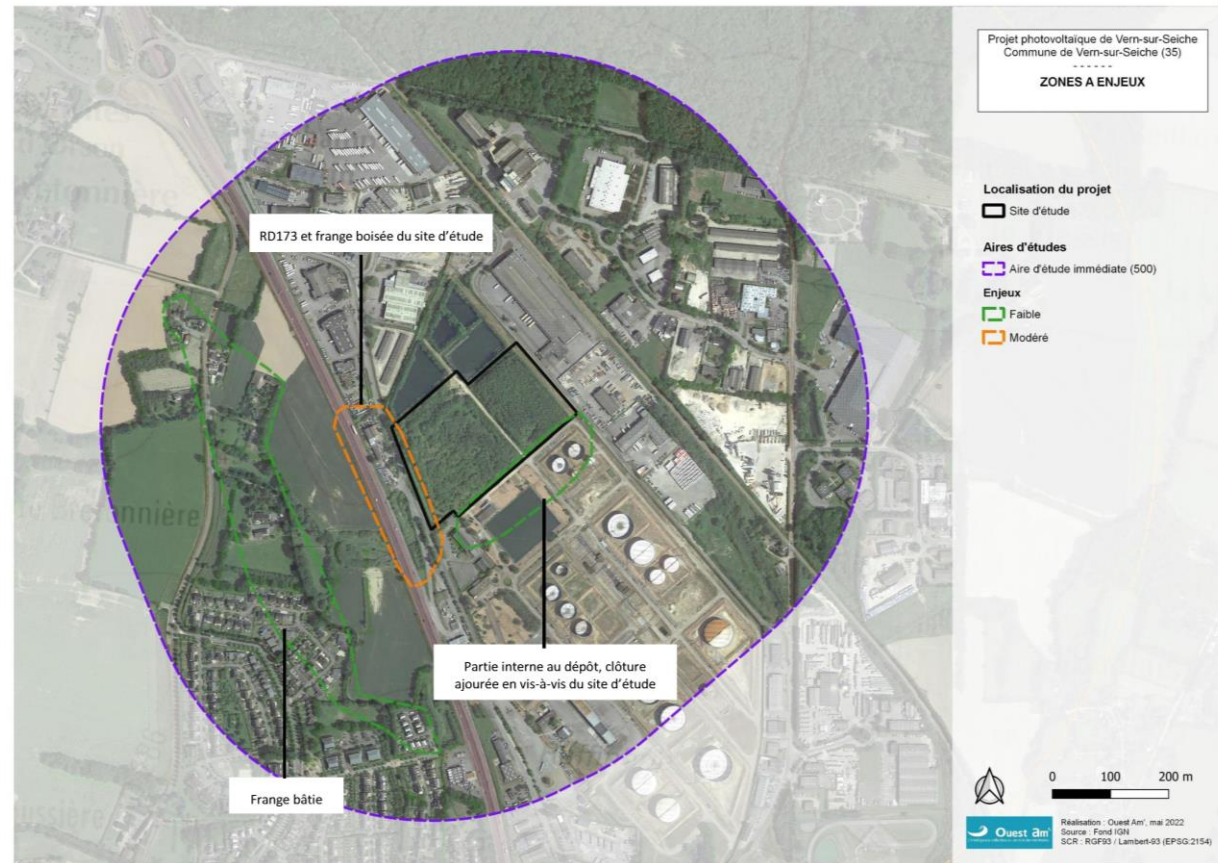 Projet photovoltaïque de Vern-sur-Seiche
Commune de Vern-sur-Seiche (35)
- - - - - -
ZONES A ENJEUX
Localisation du projet
Site d'étude
Aires d'études
Aire d'étude immédiate (500)
Enjeux
Faible
Modéré
RD173 et frange boisée du site d'étude
Partie interne au dépôt, clôture
ajourée en vis-à-vis du site d'étude
Frange bâtie
0 100 200 m
Ouest am'
Réalisation : Ouest Am', mai 2022
Source : Fond IGN
SCR : RGF93 / Lambert-93 (EPSG:2154)